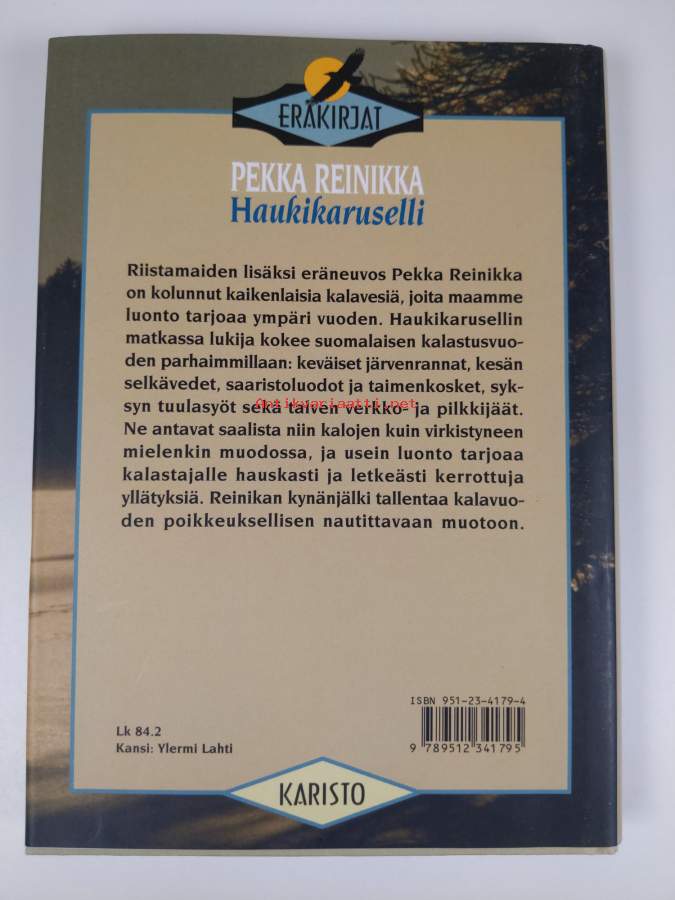 ERÄKIRJAT
PEKKA REINIKKA
Haukikaruselli
Riistamaiden lisäksi eräneuvos Pekka Reinikka
on kolunnut kaikenlaisia kalavesiä, joita maamme
luonto tarjoaa ympäri vuoden. Haukikarusellin
matkassa lukija kokee suomalaisen kalastusvuo-
den parhaimmillaan: keväiset järvenrannat, kesän
selkävedet, saaristoluodot ja taimenkosket, syk-
syn tuulasyöt sekä talven verkko- ja pilkkijäät.
Antikvariaatti.net
Ne antavat saalista niin kalojen kuin virkistyneen
mielenkin muodossa, ja usein luonto tarjoaa
kalastajalle hauskasti ja letkeästi kerrottuja
yllätyksiä. Reinikan kynänjälki tallentaa kalavuo-
den poikkeuksellisen nautittavaan muotoon.
ISBN 951-23-4179-4
Lk 84.2
Kansi: Ylermi Lahti
9 789512 341795
KARISTO